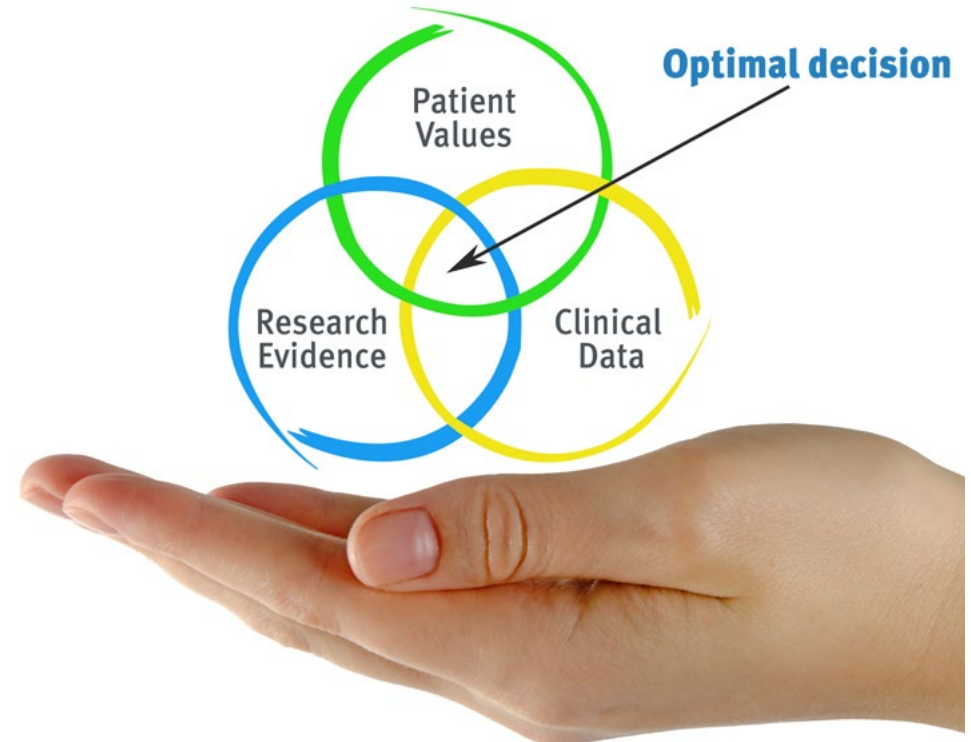 Optimal decision
Patient
Values
Research
Evidence
Clinical
Data